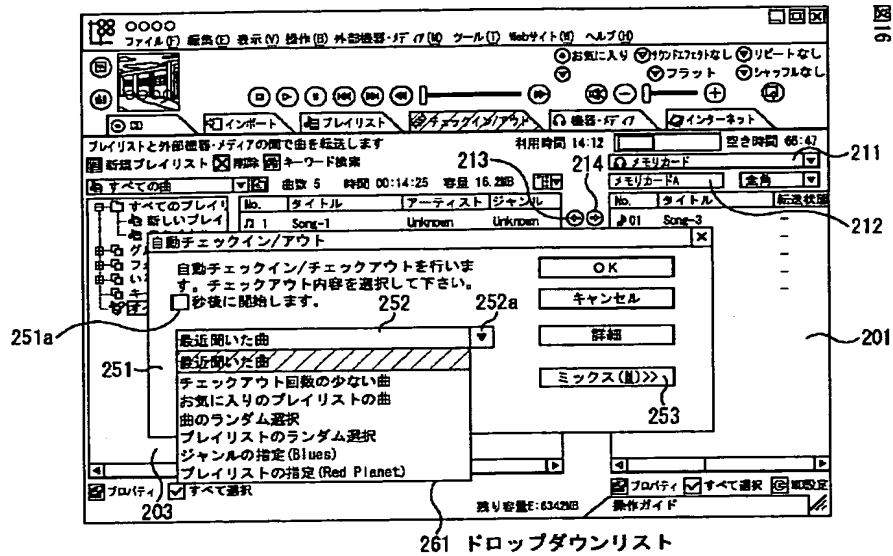 図16
○○○○
ファイル(F) 編集(E) 表示(V) 操作(B) 外部機器・メディア(M) ツール(T) Webサイト(W) ヘルプ(H)
お気に入り サウンドエフェクトなし リピートなし
フラット シャッフルなし
インポート プレイリスト チェックイン/アウト 機器・メディア インターネット
プレイリストと外部機器・メディアの間で曲を転送します 利用時間 14:12 空き時間 66:47
新規プレイリスト 削除 キーワード検索 213 214 メモリカード 211
すべての曲 曲数 5 時間 00:14:25 容量 16.2MB メモリカードA 全角 212
すべてのプレイリ No. タイトル アーティスト ジャンル No. タイトル 転送状態
新しいプレイ 1 Song-1 Unknown Unknown 01 Song-3 -
自動チェックイン/アウト
自動チェックイン/チェックアウトを行いま
す。チェックアウト内容を選択して下さい。
秒後に開始します。
OK
キャンセル
詳細
ミックス(M)>>
251a 252 252a 201
最近聞いた曲
251 最近聞いた曲
チェックアウト回数の少ない曲
お気に入りのプレイリストの曲
曲のランダム選択 253
プレイリストのランダム選択
ジャンルの指定(Blues)
プレイリストの指定(Red Planet)
プロパティ すべて選択 プロパティ すべて選択 MD設定
203 残り容量E:6342MB 操作ガイド
261 ドロップダウンリスト